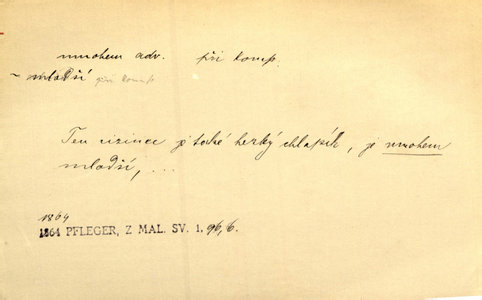 mnohem adv. při komp.
~ mladší při komp.
Ten cizinec je také hezký chlapík, je mnohem
mladší, ...
1864
1864 PFLEGER, Z MAL. SV. 1, 96, 6.